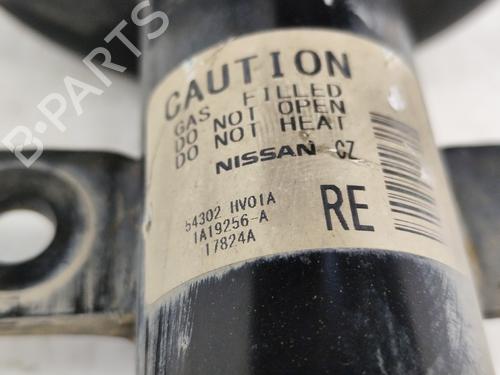 CAUTION
GAS FILLED
DO NOT OPEN
DO NOT HEAT
NISSAN CZ
54302 HV01A
1A19256-A
17824A
RE
B-PARTS